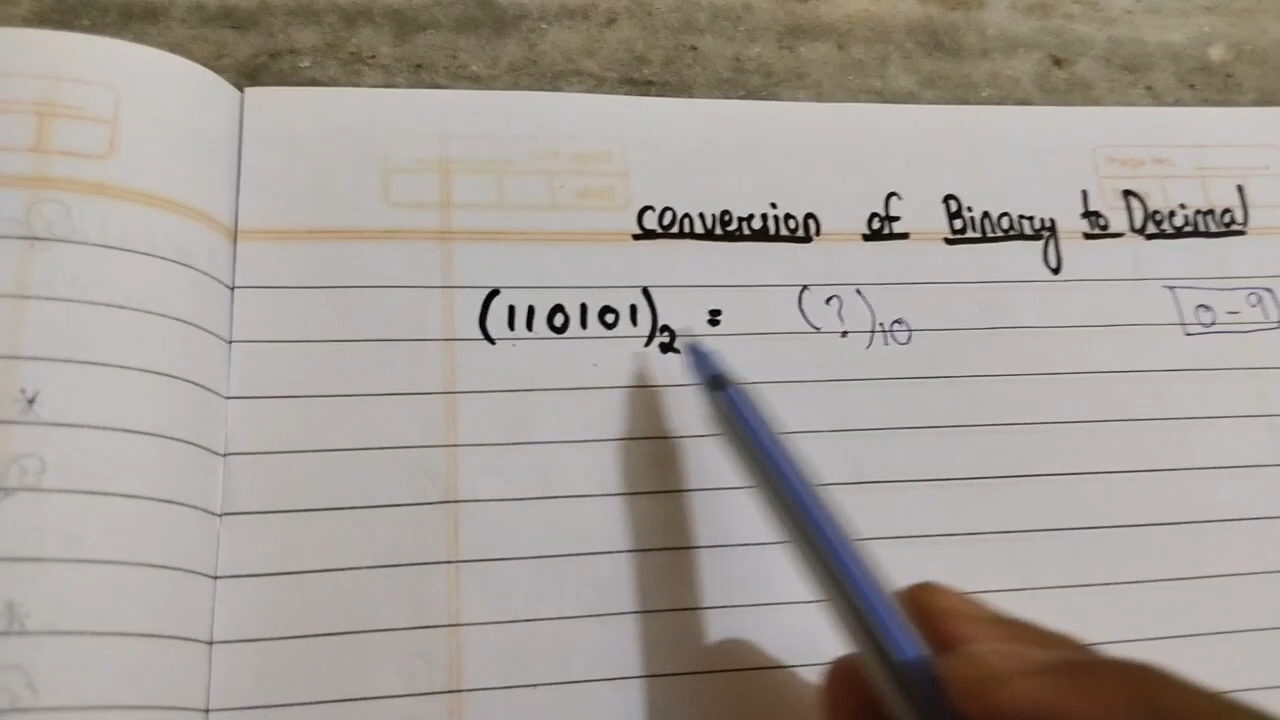 conversion of Binary to Decimal
(110101)2 = (?)10 0-9